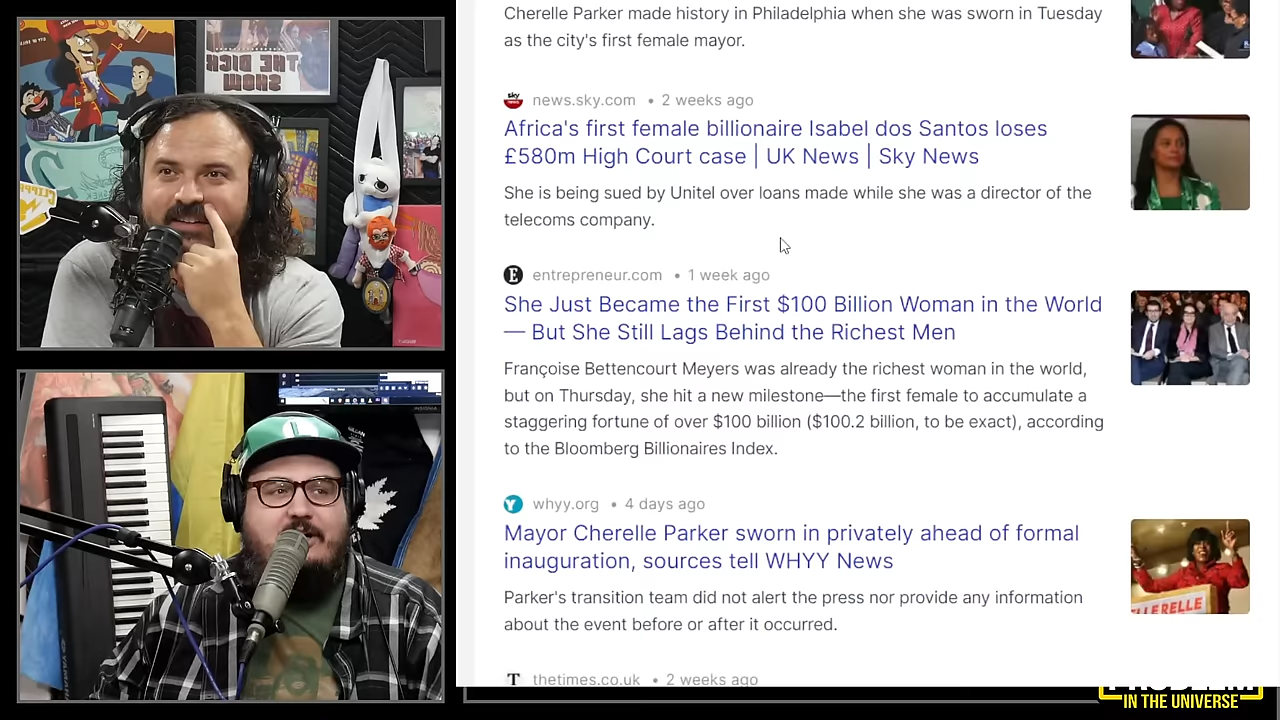 Cherelle Parker made history in Philadelphia when she was sworn in Tuesday
as the city's first female mayor.
sky
news
news.sky.com • 2 weeks ago
Africa's first female billionaire Isabel dos Santos loses
£580m High Court case | UK News | Sky News
She is being sued by Unitel over loans made while she was a director of the
telecoms company.
E
entrepreneur.com • 1 week ago
She Just Became the First $100 Billion Woman in the World
— But She Still Lags Behind the Richest Men
Françoise Bettencourt Meyers was already the richest woman in the world,
but on Thursday, she hit a new milestone—the first female to accumulate a
staggering fortune of over $100 billion ($100.2 billion, to be exact), according
to the Bloomberg Billionaires Index.
Y
whyy.org • 4 days ago
Mayor Cherelle Parker sworn in privately ahead of formal
inauguration, sources tell WHYY News
Parker's transition team did not alert the press nor provide any information
about the event before or after it occurred.
T
thetimes.co.uk • 2 weeks ago
THE DICK
SHOW
PROBLEM
IN THE UNIVERSE